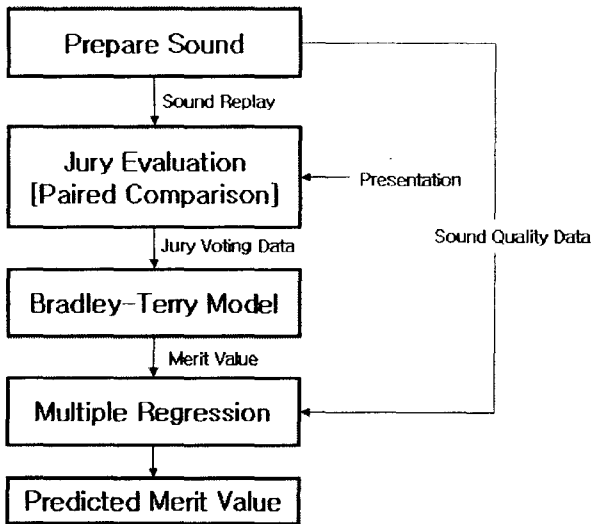 Prepare Sound
Sound Replay
Jury Evaluation
[Paired Comparison]
Presentation
Sound Quality Data
Jury Voting Data
Bradley-Terry Model
Merit Value
Multiple Regression
Predicted Merit Value